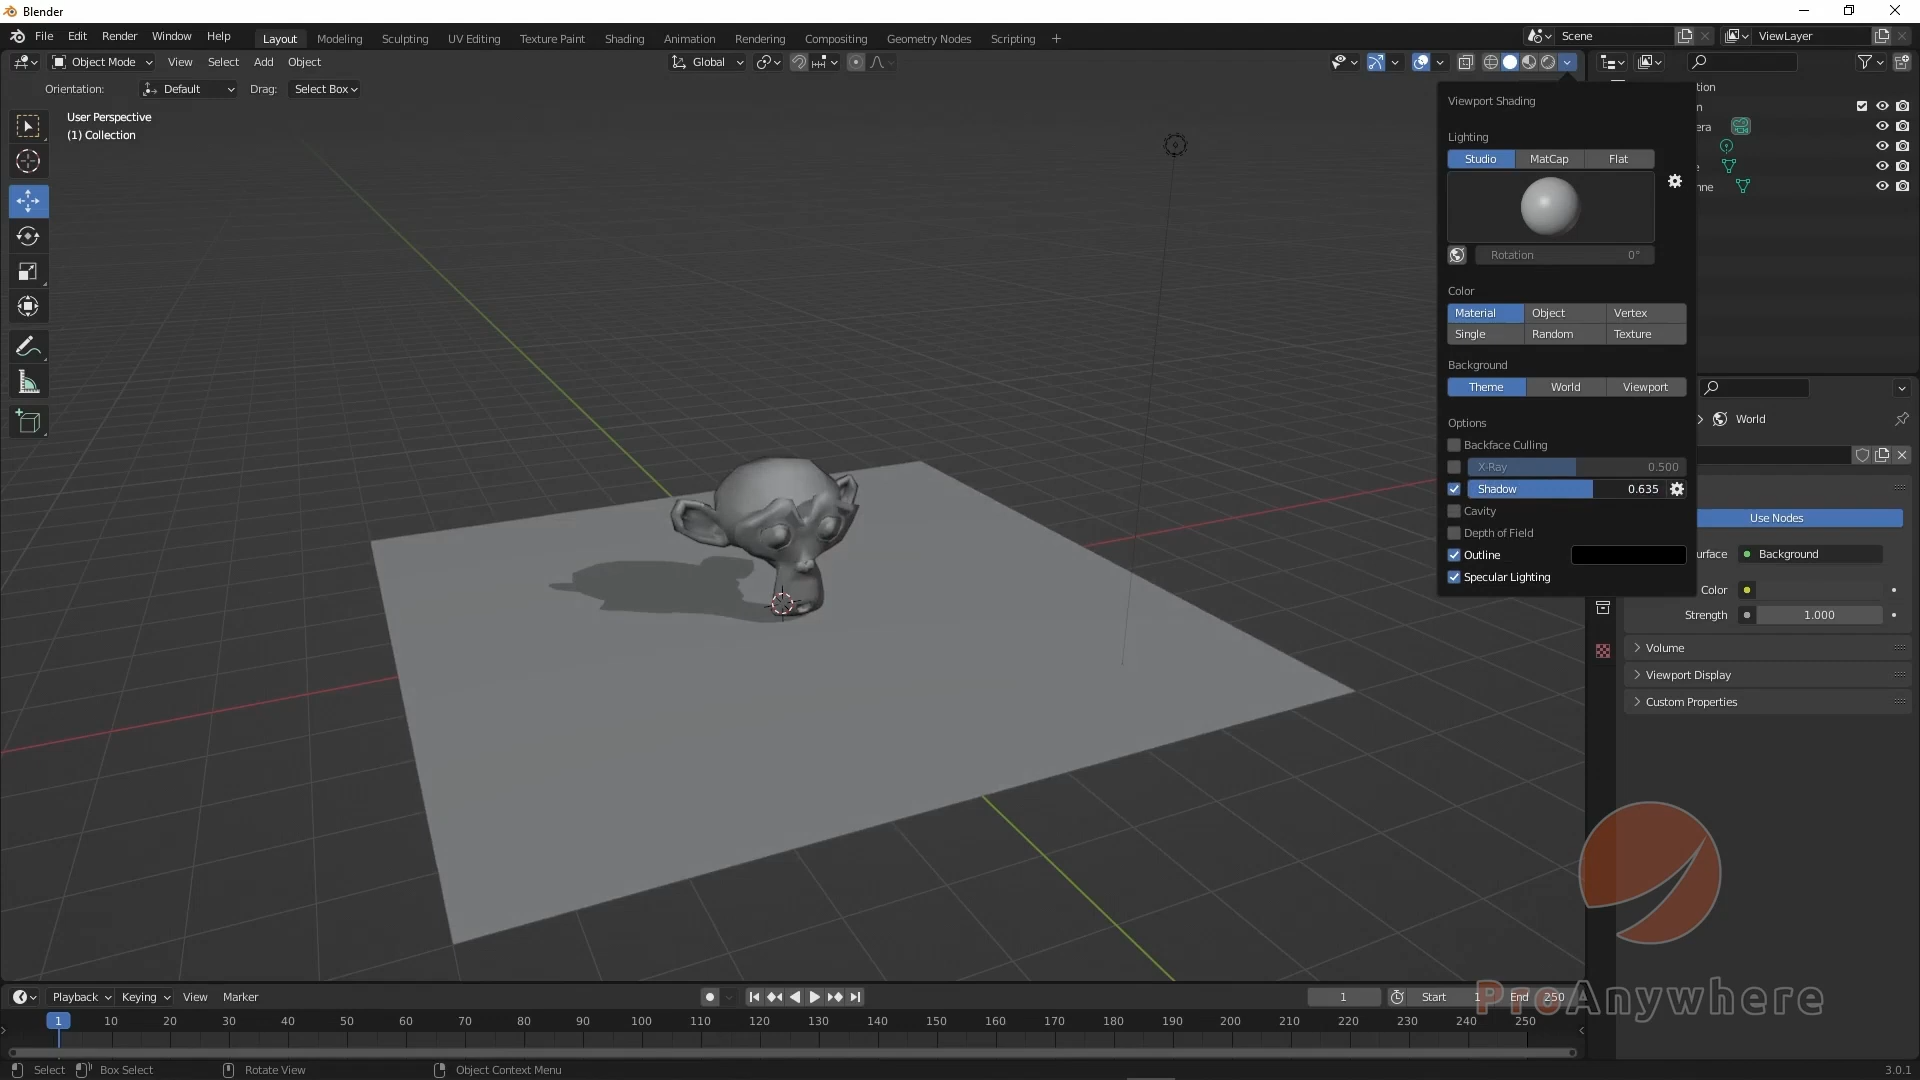 Blender
File Edit Render Window Help Layout Modeling Sculpting UV Editing Texture Paint Shading Animation Rendering Compositing Geometry Nodes Scripting + Scene ViewLayer
Object Mode View Select Add Object Global
Orientation: Default Drag: Select Box
User Perspective
(1) Collection
Viewport Shading
Lighting
Studio MatCap Flat
Rotation 0°
Color
Material Object Vertex
Single Random Texture
Background
Theme World Viewport
Options
Backface Culling
X-Ray 0.500
Shadow 0.635
Cavity
Depth of Field
Outline
Specular Lighting
tion
n
era
e
nne
World
Use Nodes
urface Background
Color
Strength 1.000
Volume
Viewport Display
Custom Properties
ProAnywhere
Playback Keying View Marker 1 Start 1 End 250
1 10 20 30 40 50 60 70 80 90 100 110 120 130 140 150 160 170 180 190 200 210 220 230 240 250
Select Box Select Rotate View Object Context Menu 3.0.1